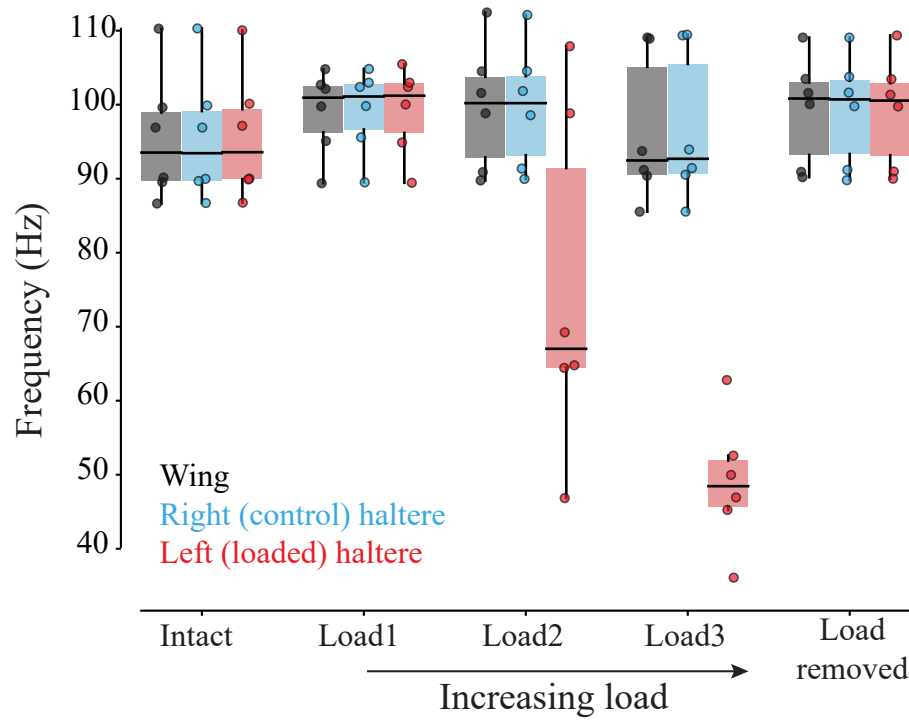 110
100
90
80
70
60
50
40
Frequency (Hz)
Wing
Right (control) haltere
Left (loaded) haltere
Intact
Load1
Load2
Load3
Load
removed
Increasing load